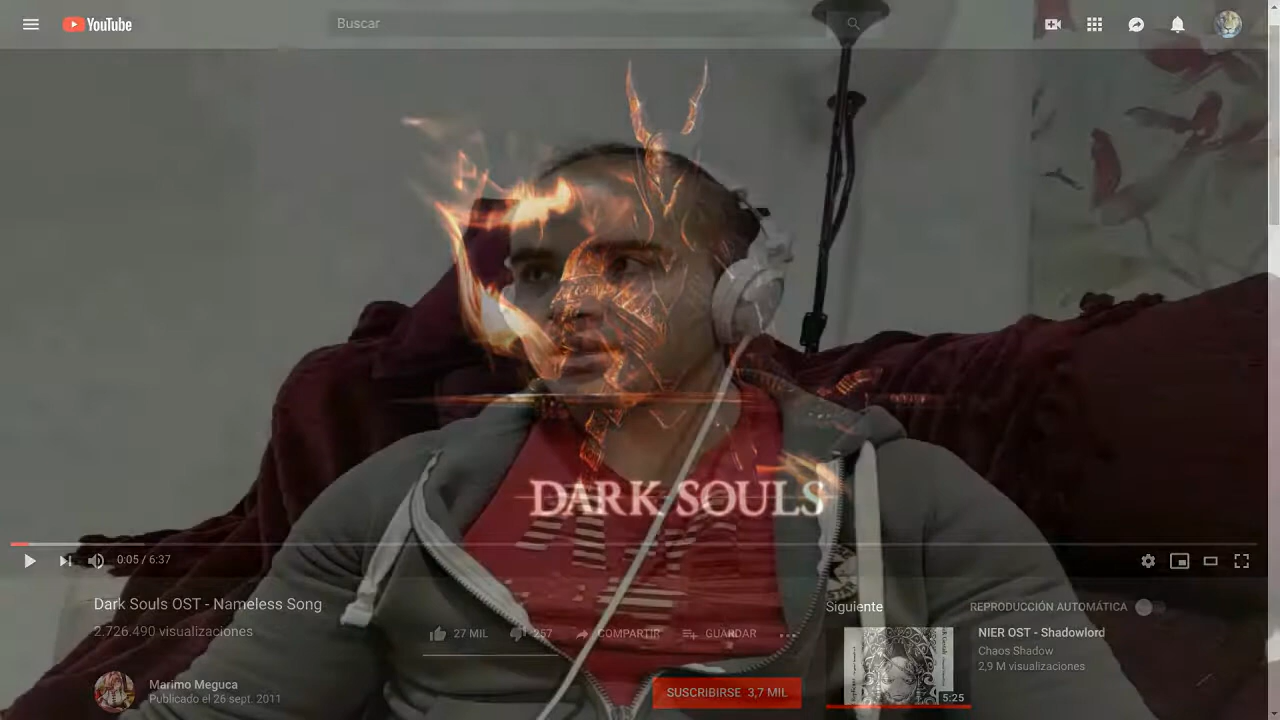 YouTube
Buscar
DARK SOULS
0:05 / 6:37
Dark Souls OST - Nameless Song
2.726.490 visualizaciones
27 MIL
257
COMPARTIR
GUARDAR
Marimo Meguca
Publicado el 26 sept. 2011
SUSCRIBIRSE 3,7 MIL
Siguiente
REPRODUCCIÓN AUTOMÁTICA
5:25
NIER OST - Shadowlord
Chaos Shadow
2,9 M visualizaciones